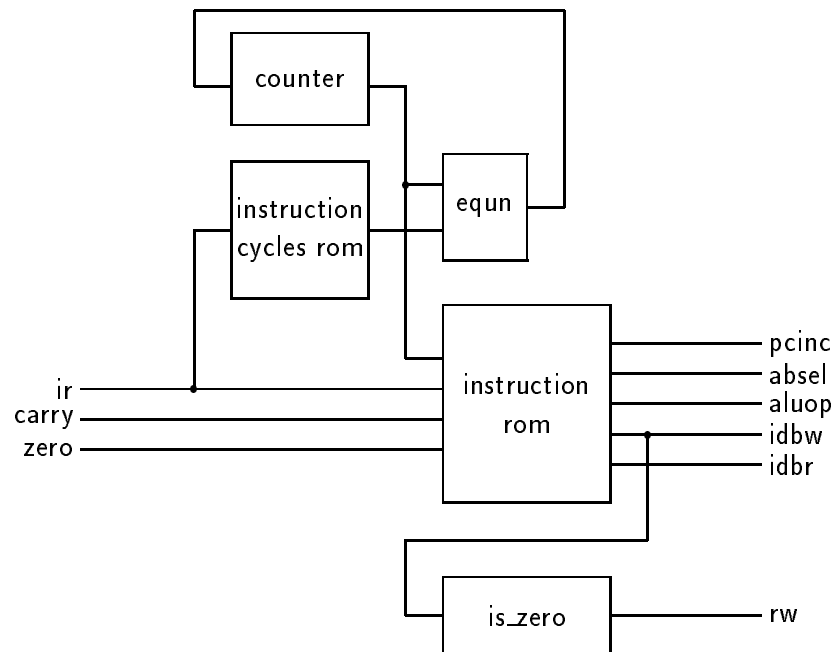 counter
instruction
cycles rom
equn
instruction
rom
ir
carry
zero
pcinc
absel
aluop
idbw
idbr
is_zero
rw